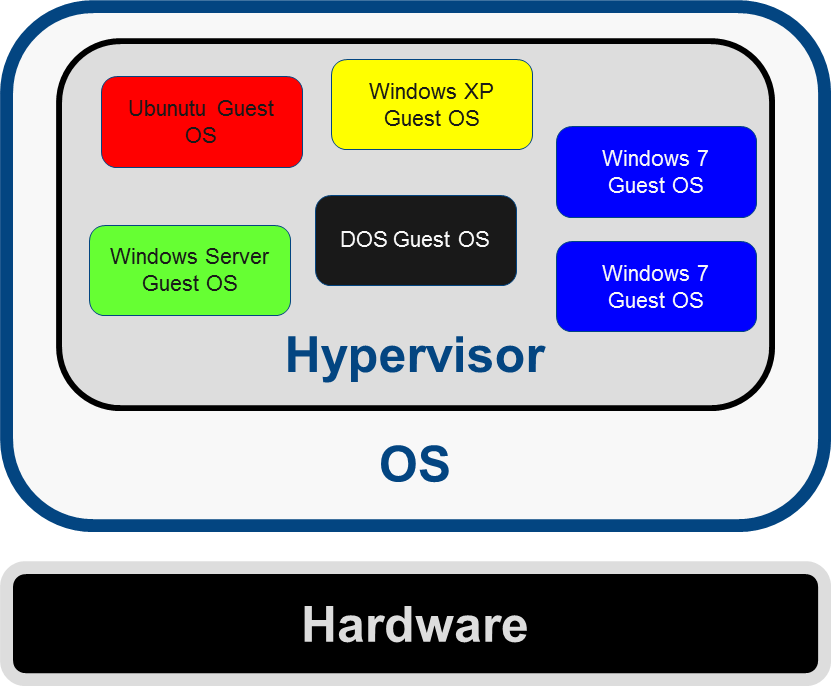 Ubunutu Guest
OS
Windows XP
Guest OS
Windows 7
Guest OS
Windows Server
Guest OS
DOS Guest OS
Windows 7
Guest OS
Hypervisor
OS
Hardware